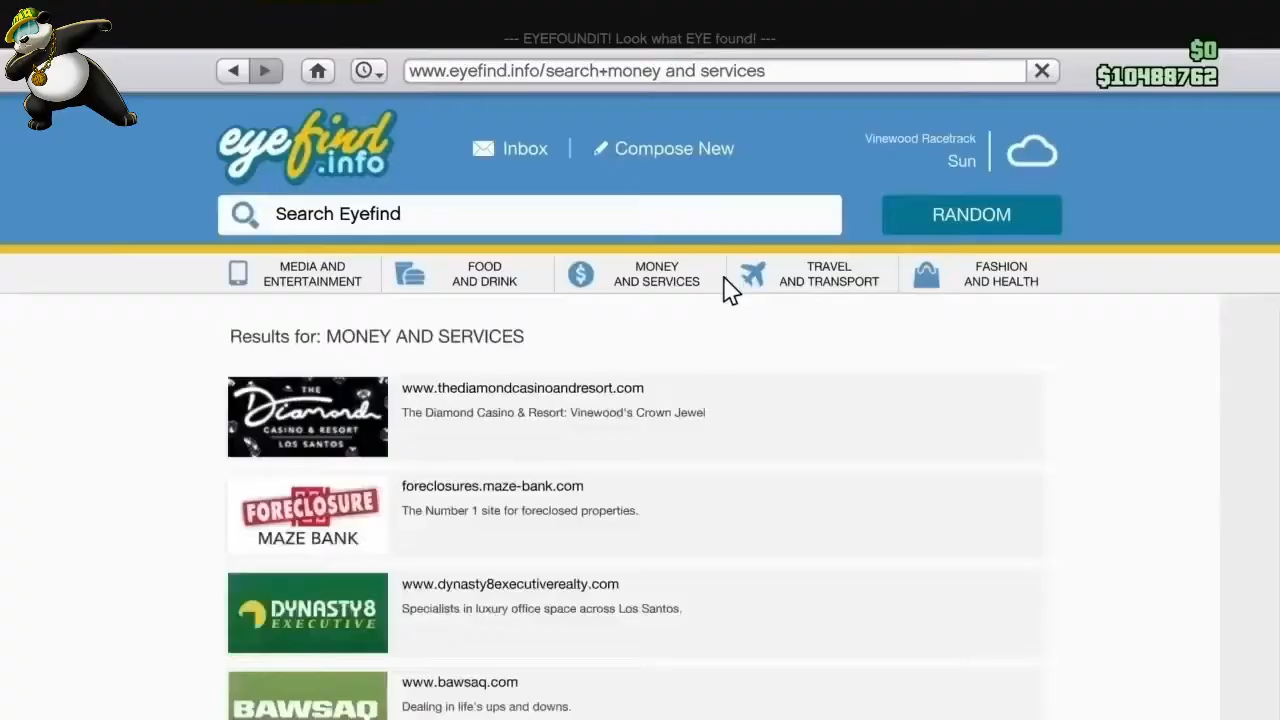 --- EYEFOUNDIT! Look what EYE found! ---
$0
www.eyefind.info/search+money and services
$10488762
eyefind
.info
Inbox
Compose New
Vinewood Racetrack
Sun
Search Eyefind
RANDOM
MEDIA AND
ENTERTAINMENT
FOOD
AND DRINK
MONEY
AND SERVICES
TRAVEL
AND TRANSPORT
FASHION
AND HEALTH
Results for: MONEY AND SERVICES
THE
Diamond
CASINO & RESORT
LOS SANTOS
www.thediamondcasinoandresort.com
The Diamond Casino & Resort: Vinewood's Crown Jewel
FORECLOSURE
MAZE BANK
foreclosures.maze-bank.com
The Number 1 site for foreclosed properties.
DYNASTY8
EXECUTIVE
www.dynasty8executiverealty.com
Specialists in luxury office space across Los Santos.
BAWSAQ
www.bawsaq.com
Dealing in life's ups and downs.